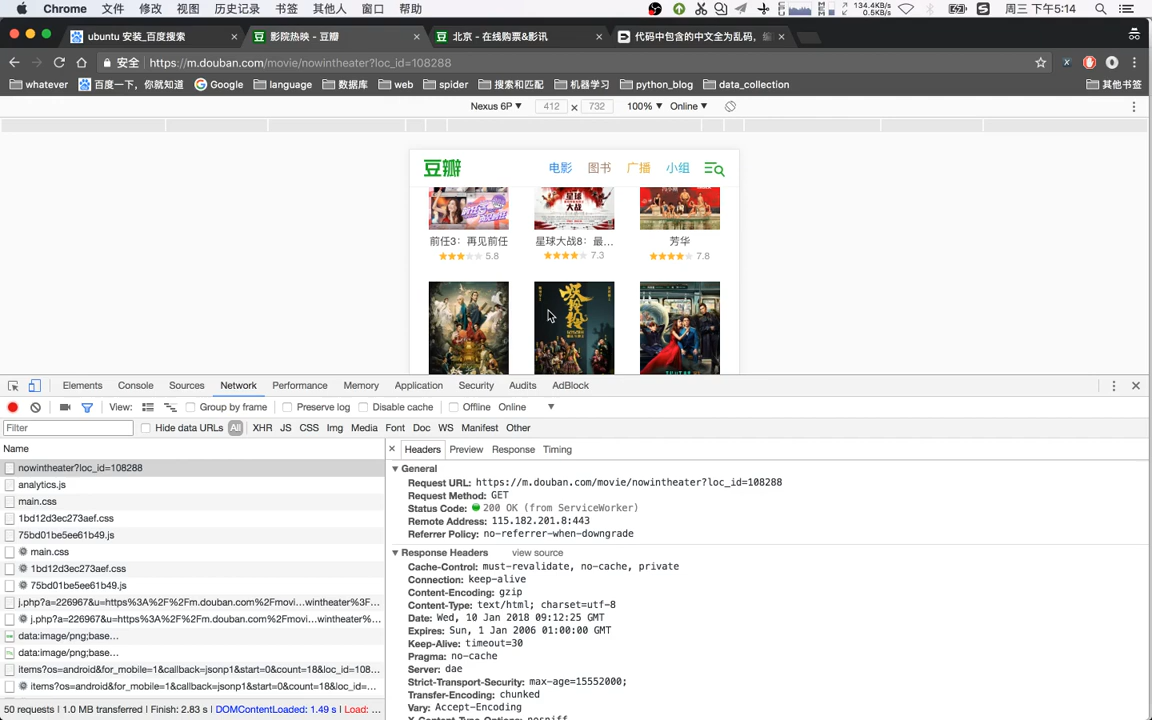 Chrome 文件 修改 视图 历史记录 书签 其他人 窗口 帮助 134.4KB/s 0.5KB/s 周三 下午5:14
ubuntu 安装_百度搜索 影院热映 - 豆瓣 北京 - 在线购票&影讯 代码中包含的中文全为乱码，
安全 https://m.douban.com/movie/nowintheater?loc_id=108288
whatever 百度一下，你就知道 Google language 数据库 web spider 搜索和匹配 机器学习 python_blog data_collection 其他书签
Nexus 6P 412 × 732 100% Online
豆瓣 电影 图书 广播 小组
星球
大战
前任3：再见前任 星球大战8：最... 芳华
5.8 7.3 7.8
妖铃铃
Elements Console Sources Network Performance Memory Application Security Audits AdBlock
View: Group by frame Preserve log Disable cache Offline Online
Filter Hide data URLs All XHR JS CSS Img Media Font Doc WS Manifest Other
Name
nowintheater?loc_id=108288
analytics.js
main.css
1bd12d3ec273aef.css
75bd01be5ee61b49.js
main.css
1bd12d3ec273aef.css
75bd01be5ee61b49.js
j.php?a=226967&u=https%3A%2F%2Fm.douban.com%2Fmovi...wintheater%3F...
j.php?a=226967&u=https%3A%2F%2Fm.douban.com%2Fmovi...wintheater%...
data:image/png;base...
data:image/png;base...
items?os=android&for_mobile=1&callback=jsonp1&start=0&count=18&loc_id=108...
items?os=android&for_mobile=1&callback=jsonp1&start=0&count=18&loc_id=...
50 requests | 1.0 MB transferred | Finish: 2.83 s | DOMContentLoaded: 1.49 s | Load: ...
Headers Preview Response Timing
General
Request URL: https://m.douban.com/movie/nowintheater?loc_id=108288
Request Method: GET
Status Code: 200 OK (from ServiceWorker)
Remote Address: 115.182.201.8:443
Referrer Policy: no-referrer-when-downgrade
Response Headers view source
Cache-Control: must-revalidate, no-cache, private
Connection: keep-alive
Content-Encoding: gzip
Content-Type: text/html; charset=utf-8
Date: Wed, 10 Jan 2018 09:12:25 GMT
Expires: Sun, 1 Jan 2006 01:00:00 GMT
Keep-Alive: timeout=30
Pragma: no-cache
Server: dae
Strict-Transport-Security: max-age=15552000;
Transfer-Encoding: chunked
Vary: Accept-Encoding
X-Content-Type-Options: nosniff